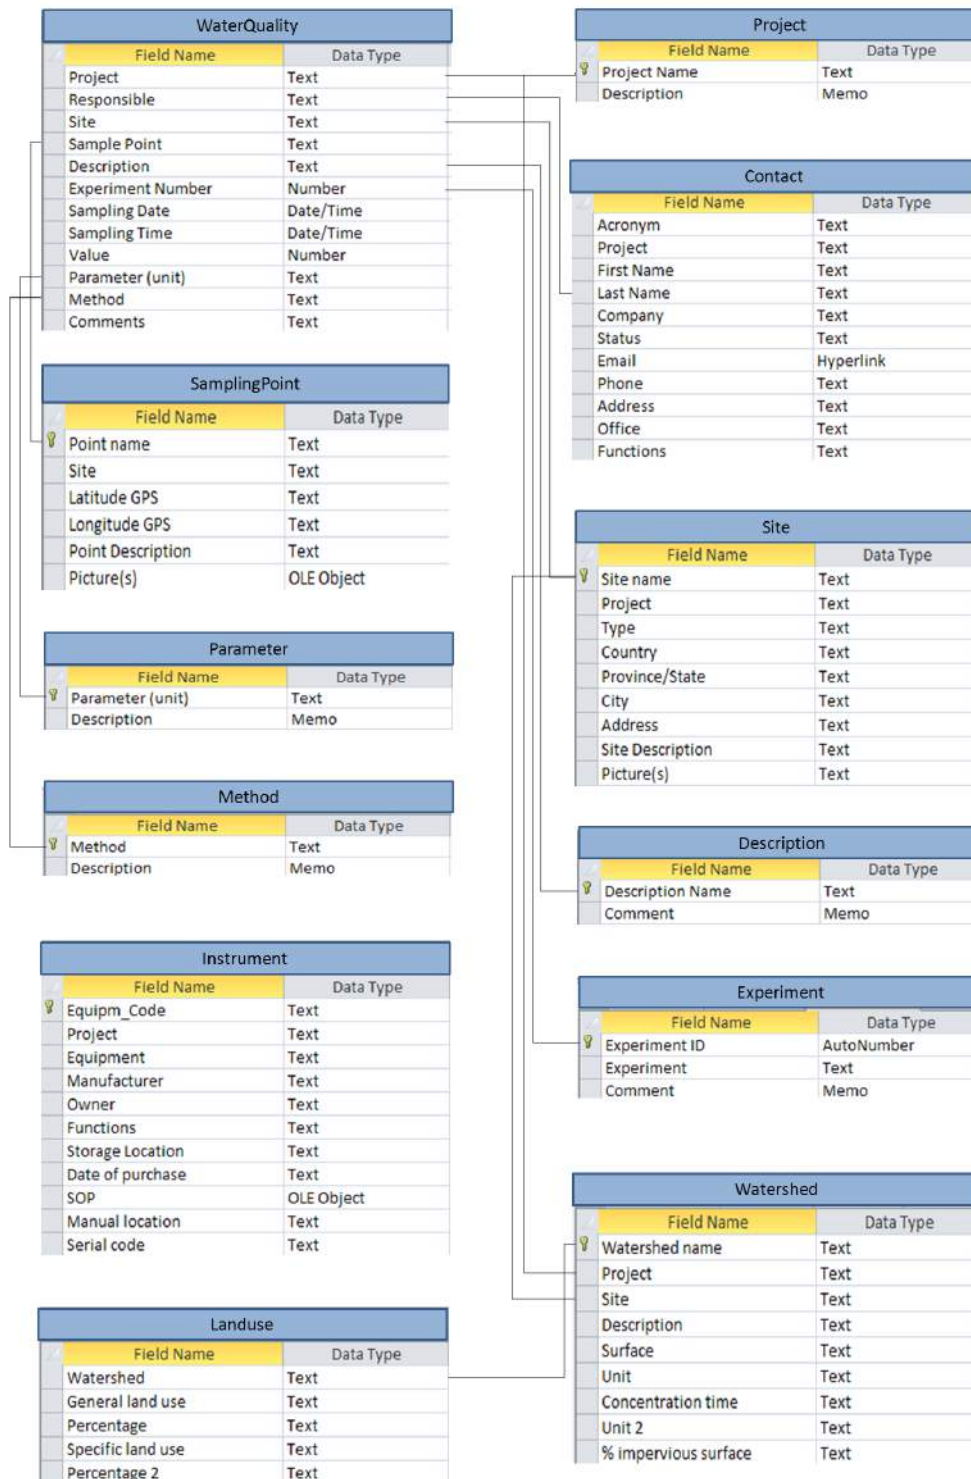 WaterQuality
Field Name Data Type
Project Text
Responsible Text
Site Text
Sample Point Text
Description Text
Experiment Number Number
Sampling Date Date/Time
Sampling Time Date/Time
Value Number
Parameter (unit) Text
Method Text
Comments Text
SamplingPoint
Field Name Data Type
Point name Text
Site Text
Latitude GPS Text
Longitude GPS Text
Point Description Text
Picture(s) OLE Object
Parameter
Field Name Data Type
Parameter (unit) Text
Description Memo
Method
Field Name Data Type
Method Text
Description Memo
Instrument
Field Name Data Type
Equipm_Code Text
Project Text
Equipment Text
Manufacturer Text
Owner Text
Functions Text
Storage Location Text
Date of purchase Text
SOP OLE Object
Manual location Text
Serial code Text
Landuse
Field Name Data Type
Watershed Text
General land use Text
Percentage Text
Specific land use Text
Percentage 2 Text
Project
Field Name Data Type
Project Name Text
Description Memo
Contact
Field Name Data Type
Acronym Text
Project Text
First Name Text
Last Name Text
Company Text
Status Text
Email Hyperlink
Phone Text
Address Text
Office Text
Functions Text
Site
Field Name Data Type
Site name Text
Project Text
Type Text
Country Text
Province/State Text
City Text
Address Text
Site Description Text
Picture(s) Text
Description
Field Name Data Type
Description Name Text
Comment Memo
Experiment
Field Name Data Type
Experiment ID AutoNumber
Experiment Text
Comment Memo
Watershed
Field Name Data Type
Watershed name Text
Project Text
Site Text
Description Text
Surface Text
Unit Text
Concentration time Text
Unit 2 Text
% impervious surface Text